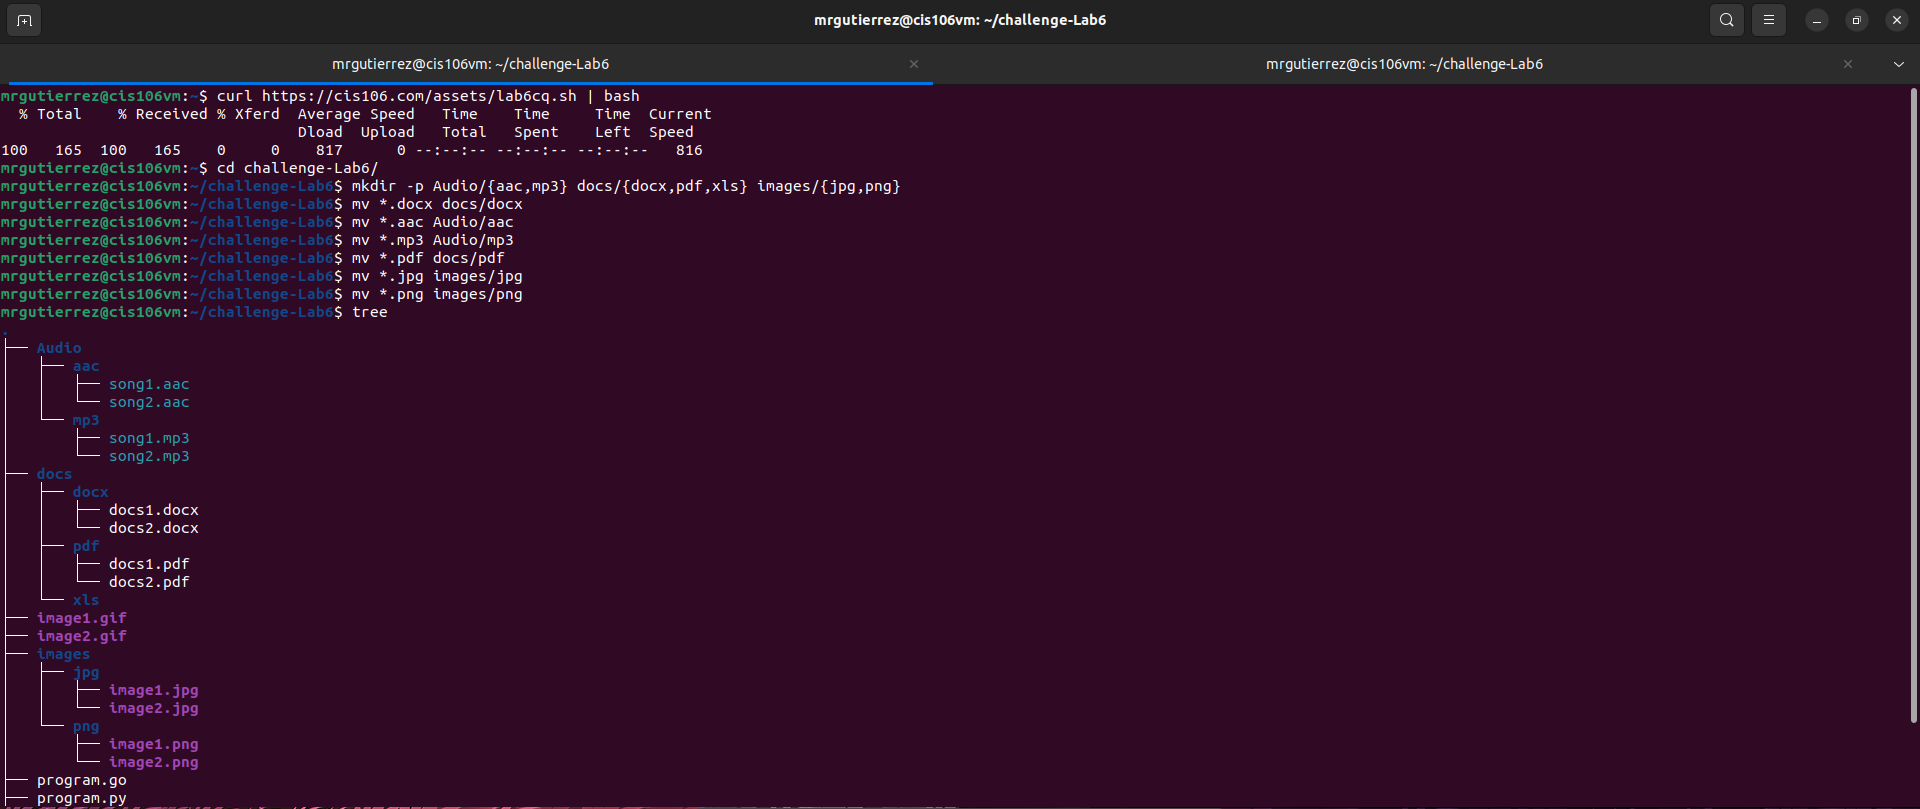 mrgutierrez@cis106vm: ~/challenge-Lab6
mrgutierrez@cis106vm: ~/challenge-Lab6 × mrgutierrez@cis106vm: ~/challenge-Lab6 ×
mrgutierrez@cis106vm:~$ curl https://cis106.com/assets/lab6cq.sh | bash
  % Total    % Received % Xferd  Average Speed   Time    Time     Time  Current
                                 Dload  Upload   Total   Spent    Left  Speed
100   165  100   165    0     0    817      0 --:--:-- --:--:-- --:--:--   816
mrgutierrez@cis106vm:~$ cd challenge-Lab6/
mrgutierrez@cis106vm:~/challenge-Lab6$ mkdir -p Audio/{aac,mp3} docs/{docx,pdf,xls} images/{jpg,png}
mrgutierrez@cis106vm:~/challenge-Lab6$ mv *.docx docs/docx
mrgutierrez@cis106vm:~/challenge-Lab6$ mv *.aac Audio/aac
mrgutierrez@cis106vm:~/challenge-Lab6$ mv *.mp3 Audio/mp3
mrgutierrez@cis106vm:~/challenge-Lab6$ mv *.pdf docs/pdf
mrgutierrez@cis106vm:~/challenge-Lab6$ mv *.jpg images/jpg
mrgutierrez@cis106vm:~/challenge-Lab6$ mv *.png images/png
mrgutierrez@cis106vm:~/challenge-Lab6$ tree
.
├── Audio
│   ├── aac
│   │   ├── song1.aac
│   │   └── song2.aac
│   └── mp3
│       ├── song1.mp3
│       └── song2.mp3
├── docs
│   ├── docx
│   │   ├── docs1.docx
│   │   └── docs2.docx
│   ├── pdf
│   │   ├── docs1.pdf
│   │   └── docs2.pdf
│   └── xls
├── image1.gif
├── image2.gif
├── images
│   ├── jpg
│   │   ├── image1.jpg
│   │   └── image2.jpg
│   └── png
│       ├── image1.png
│       └── image2.png
├── program.go
├── program.py